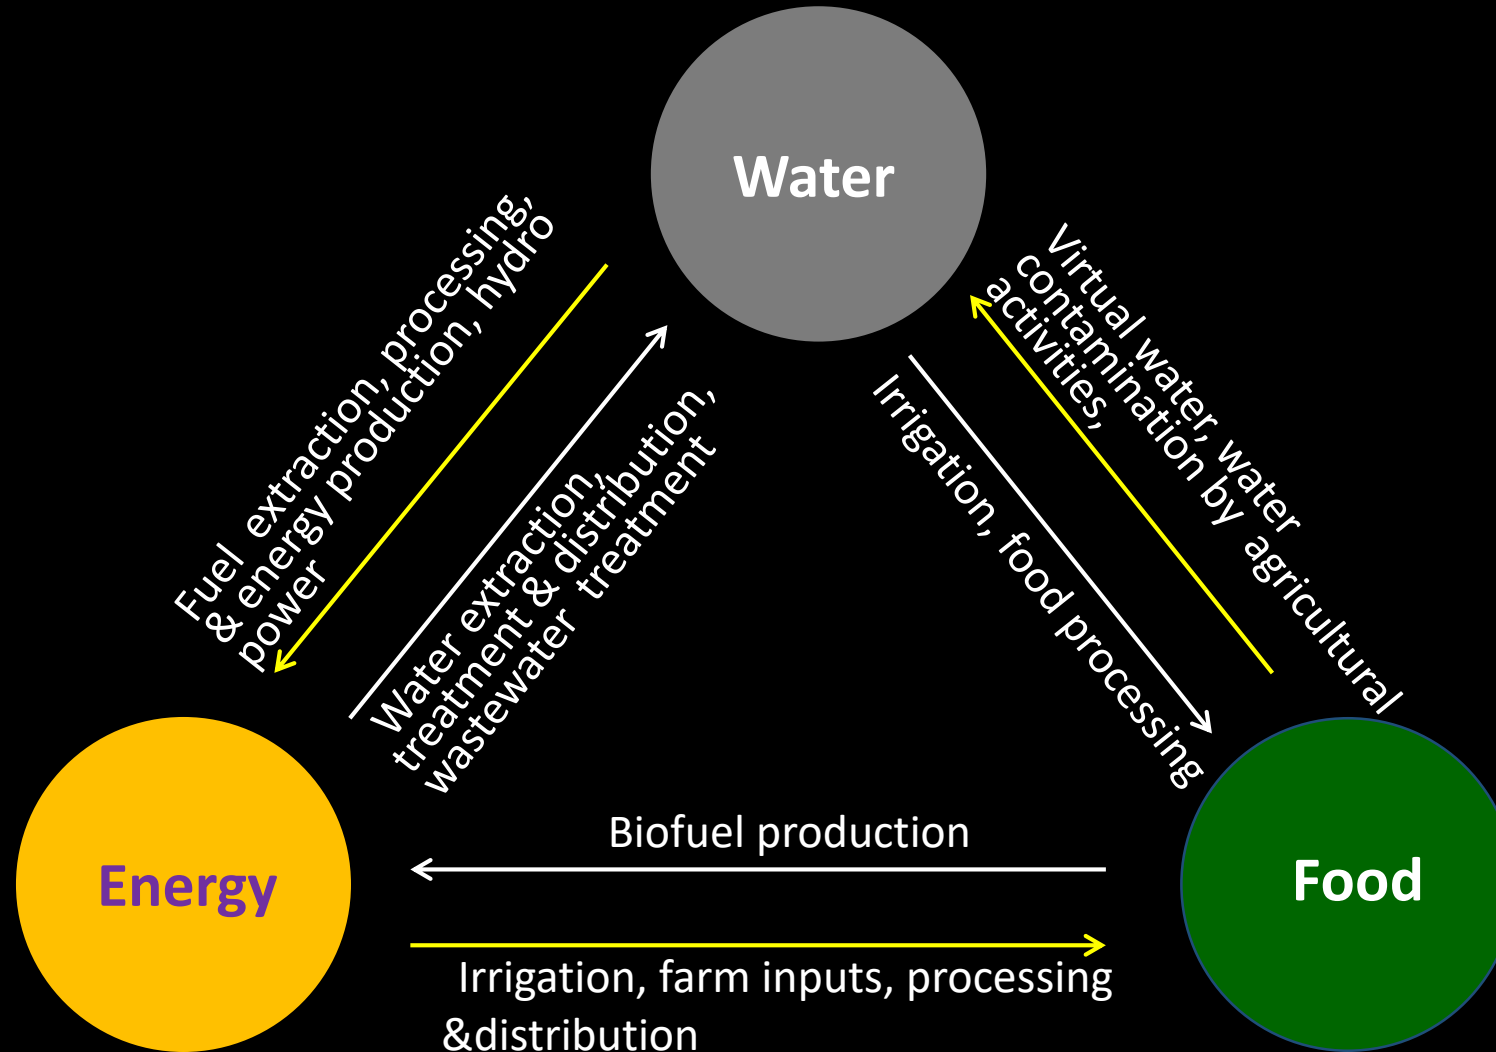 Water
Fuel extraction, processing,
& energy production, hydro
power
Water extraction,
treatment & distribution,
wastewater treatment
Virtual water, water
contamination by agricultural
activities,
Irrigation, food processing
Biofuel production
Energy
Food
Irrigation, farm inputs, processing
&distribution